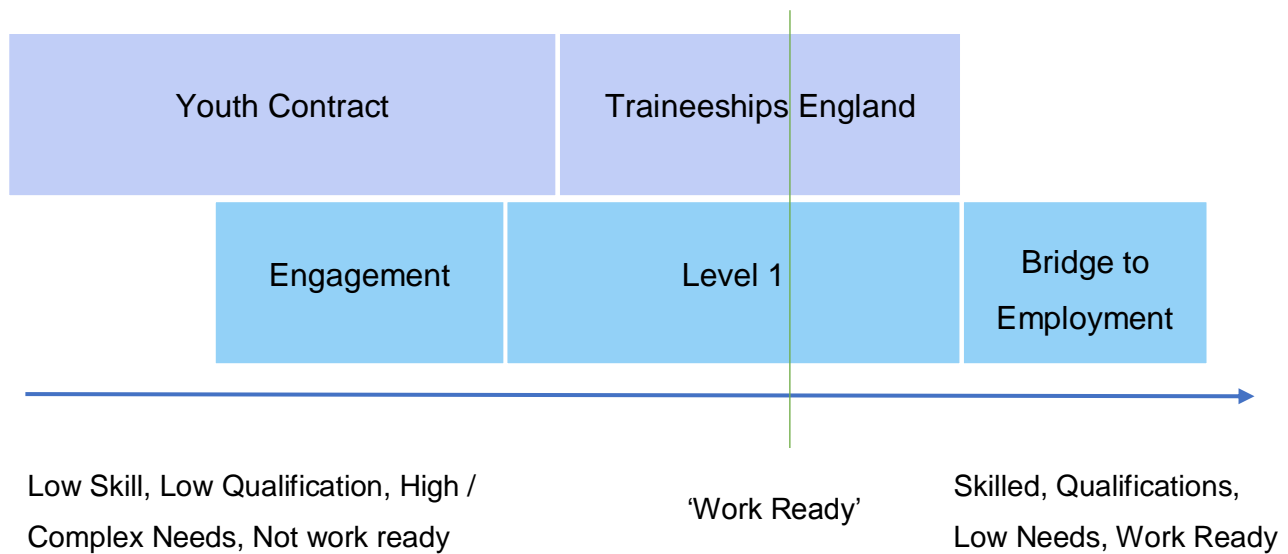 Youth Contract
Traineeships England
Engagement
Level 1
Bridge to
Employment
Low Skill, Low Qualification, High /
Complex Needs, Not work ready
‘Work Ready’
Skilled, Qualifications,
Low Needs, Work Ready